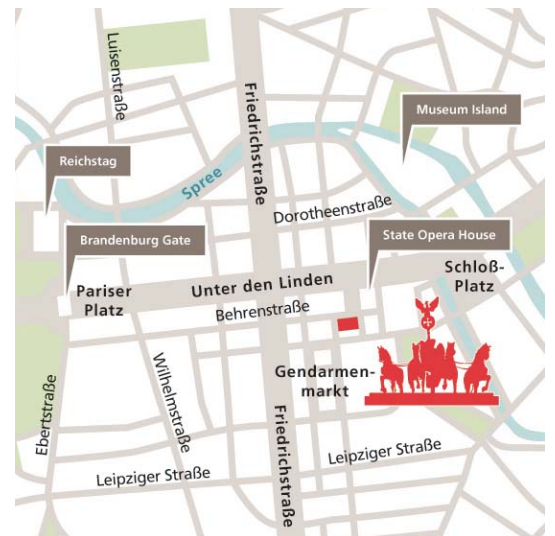 Luisenstraße
Friedrichstraße
Museum Island
Reichstag
Spree
Dorotheenstraße
Brandenburg Gate
State Opera House
Pariser
Platz
Unter den Linden
Schloß-
Platz
Behrenstraße
Gendarmen-
markt
Wilhelmstraße
Ebertstraße
Friedrichstraße
Leipziger Straße
Leipziger Straße